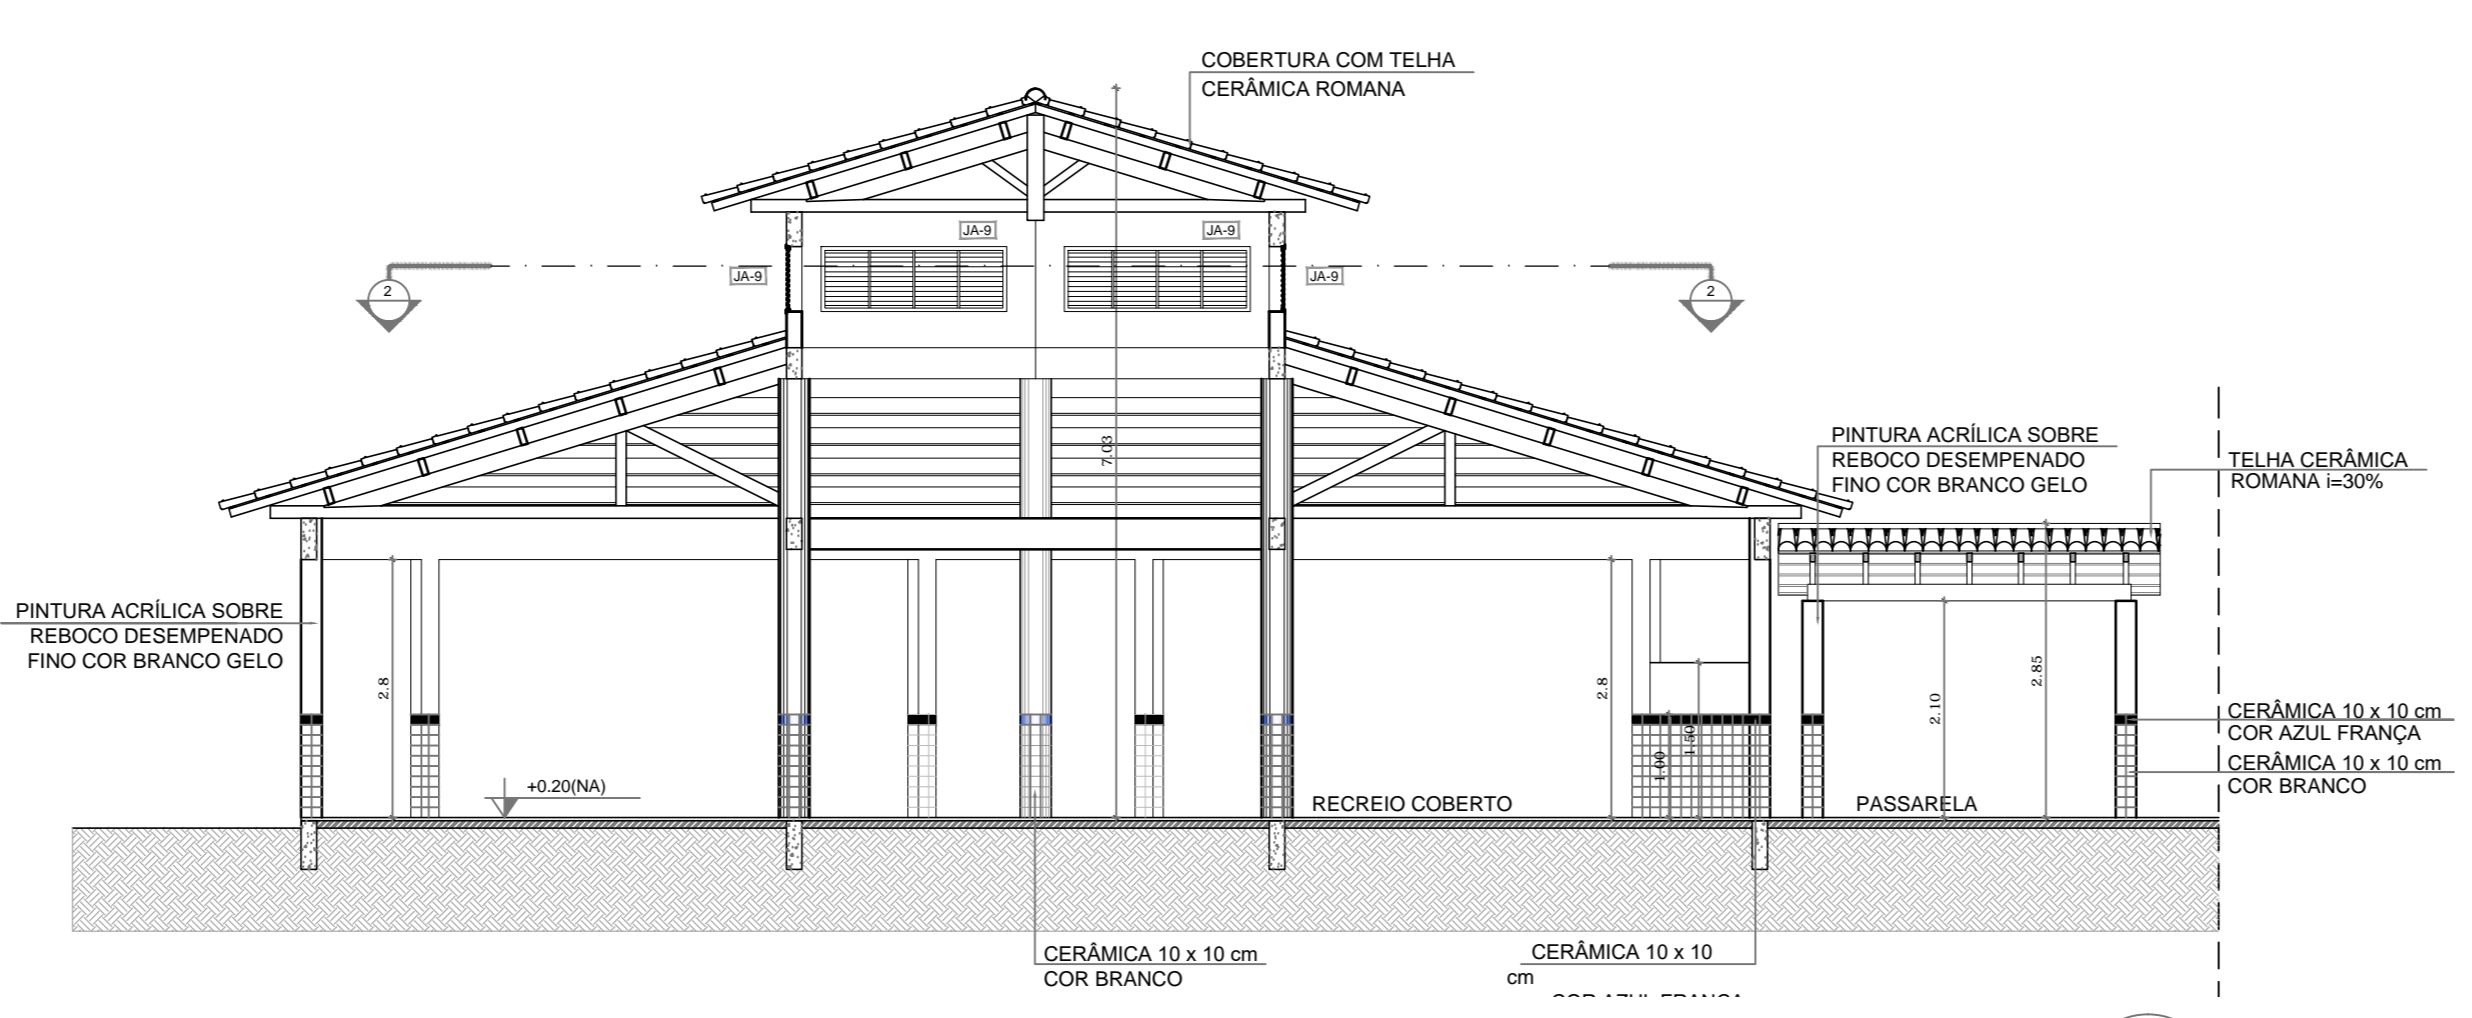 COBERTURA COM TELHA
CERÂMICA ROMANA
JA-9
JA-9
JA-9
JA-9
2
2
7.03
PINTURA ACRÍLICA SOBRE
REBOCO DESEMPENADO
FINO COR BRANCO GELO
TELHA CERÂMICA
ROMANA i=30%
PINTURA ACRÍLICA SOBRE
REBOCO DESEMPENADO
FINO COR BRANCO GELO
2.8
2.8
2.10
2.85
1.00
1.50
+0.20(NA)
RECREIO COBERTO
PASSARELA
CERÂMICA 10 x 10 cm
COR AZUL FRANÇA
CERÂMICA 10 x 10 cm
COR BRANCO
CERÂMICA 10 x 10 cm
COR BRANCO
CERÂMICA 10 x 10
cm
COR AZUL FRANÇA